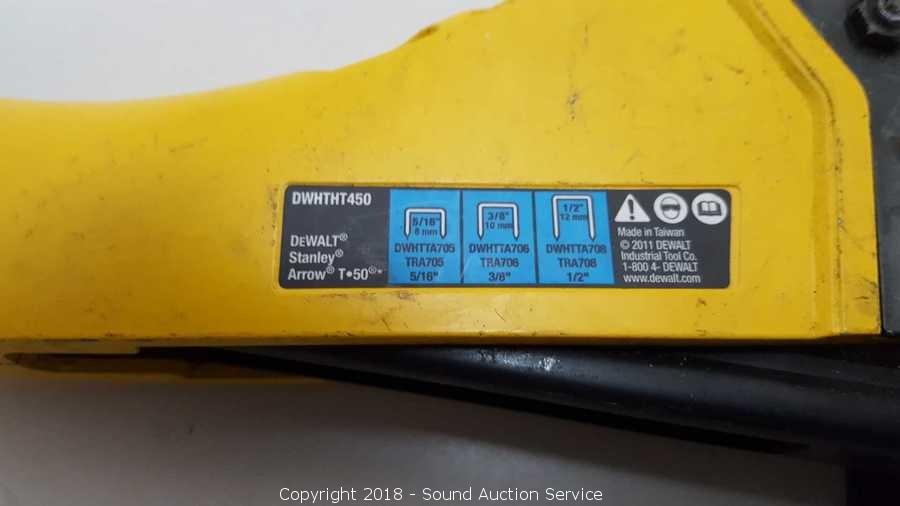 DWHTHT450
DEWALT®
Stanley®
Arrow® T•50®*
5/16"
8 mm
DWHTTA705
TRA705
5/16"
3/8"
10 mm
DWHTTA706
TRA706
3/8"
1/2"
12 mm
DWHTTA708
TRA708
1/2"
Made in Taiwan
© 2011 DEWALT
Industrial Tool Co.
1-800 4- DEWALT
www.dewalt.com
Copyright 2018 - Sound Auction Service